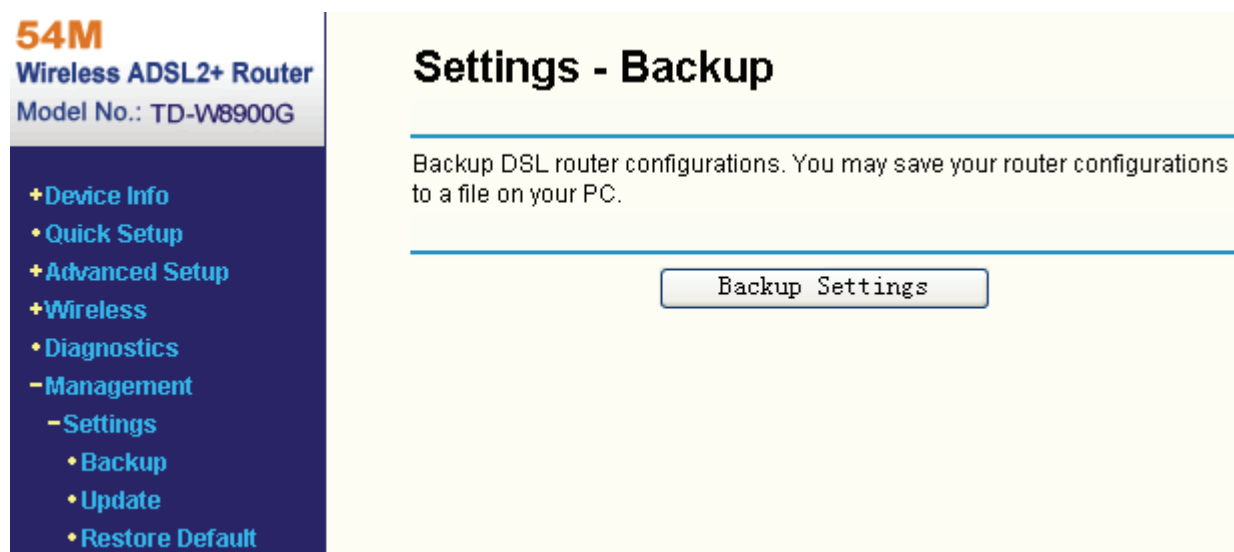 54M
Wireless ADSL2+ Router
Model No.: TD-W8900G
+Device Info
•Quick Setup
+Advanced Setup
+Wireless
•Diagnostics
-Management
-Settings
•Backup
•Update
•Restore Default
Settings - Backup
Backup DSL router configurations. You may save your router configurations
to a file on your PC.
Backup Settings